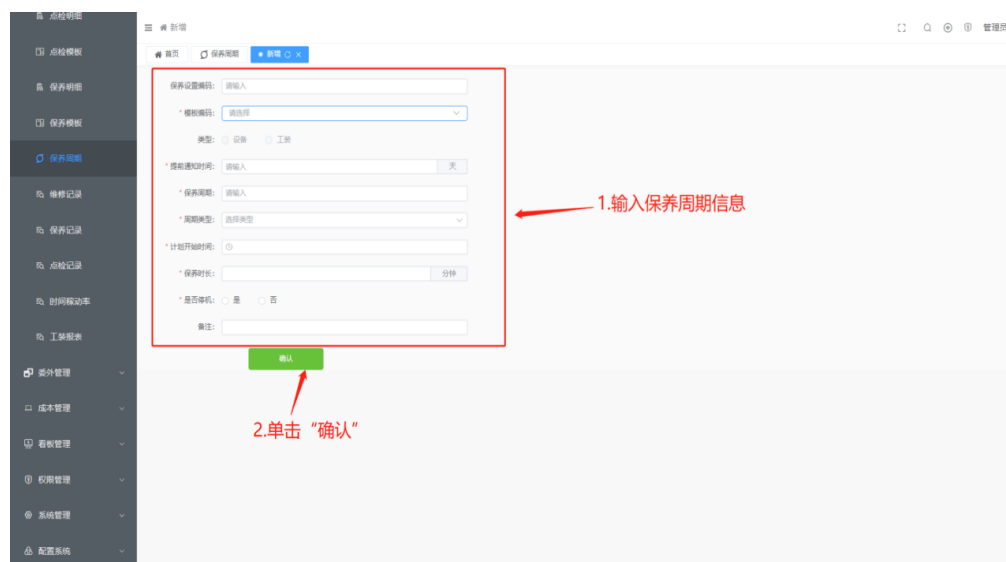 点检明细
点检模板
保养明细
保养模板
保养周期
维修记录
保养记录
点检记录
时间稼动率
工装报表
委外管理
成本管理
看板管理
权限管理
系统管理
配置系统
新增
管理员
首页
保养周期
新增
保养设置编码: 请输入
* 模板编码: 请选择
类型: 设备 工装
* 提前通知时间: 请输入 天
* 保养周期: 请输入
* 周期类型: 选择类型
* 计划开始时间:
* 保养时长: 分钟
* 是否停机: 是 否
备注:
确认
1.输入保养周期信息
2.单击“确认”